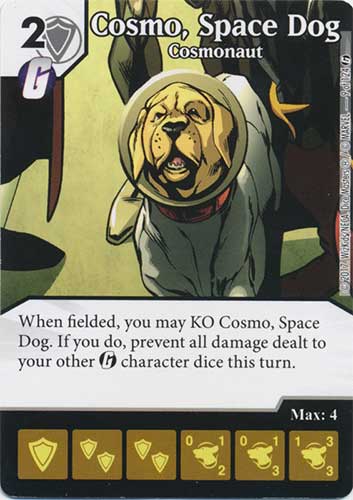 2
Cosmo, Space Dog
Cosmonaut
G
When fielded, you may KO Cosmo, Space
Dog. If you do, prevent all damage dealt to
your other G character dice this turn.
Max: 4
0 1 2
0 1 3
1 3 3
© MARVEL